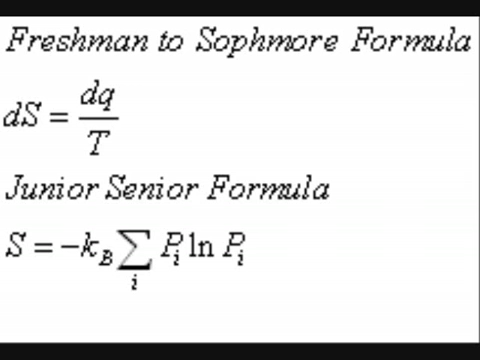 Freshman to Sophmore Formula
dS = dq/T
Junior Senior Formula
S = -k_B ∑_i P_i ln P_i